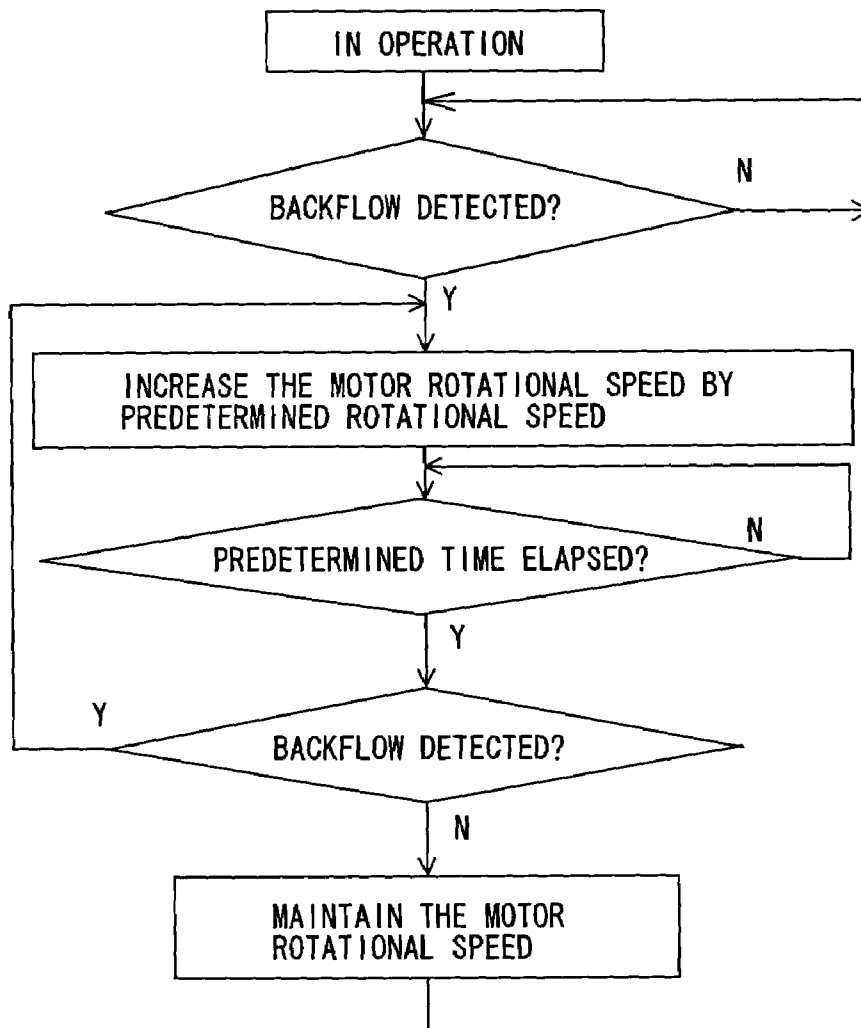 IN OPERATION
BACKFLOW DETECTED?
N
Y
INCREASE THE MOTOR ROTATIONAL SPEED BY
PREDETERMINED ROTATIONAL SPEED
N
PREDETERMINED TIME ELAPSED?
Y
Y
BACKFLOW DETECTED?
N
MAINTAIN THE MOTOR
ROTATIONAL SPEED